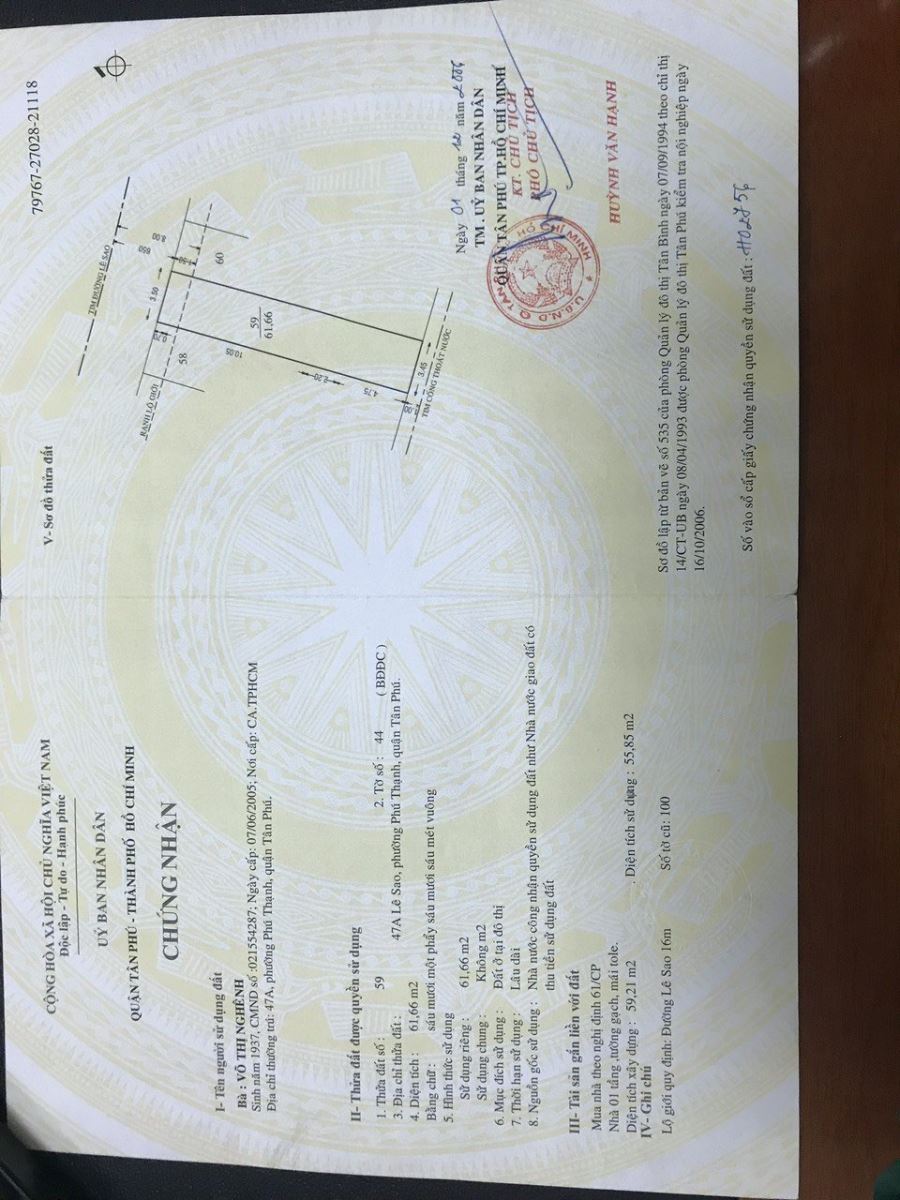 CỘNG HÒA XÃ HỘI CHỦ NGHĨA VIỆT NAM
Độc lập - Tự do - Hạnh phúc
UỶ BAN NHÂN DÂN
QUẬN TÂN PHÚ - THÀNH PHỐ HỒ CHÍ MINH
CHỨNG NHẬN
I- Tên người sử dụng đất
Bà : VÕ THỊ NGHÊNH
Sinh năm 1937, CMND số :021554287; Ngày cấp: 07/06/2005; Nơi cấp: CA.TPHCM
Địa chỉ thường trú: 47A, phường Phú Thạnh, quận Tân Phú.
II- Thửa đất được quyền sử dụng
1. Thửa đất số : 59 2. Tờ số : 44 ( BĐĐC )
3. Địa chỉ thửa đất : 47A Lê Sao, phường Phú Thạnh, quận Tân Phú.
4. Diện tích : 61,66 m2
Bằng chữ : sáu mươi một phẩy sáu mươi sáu mét vuông
5. Hình thức sử dụng
Sử dụng riêng : 61,66 m2
Sử dụng chung : Không m2
6. Mục đích sử dụng : Đất ở tại đô thị
7. Thời hạn sử dụng : Lâu dài
8. Nguồn gốc sử dụng : Nhà nước công nhận quyền sử dụng đất như Nhà nước giao đất có
thu tiền sử dụng đất
III- Tài sản gắn liền với đất
Mua nhà theo nghị định 61/CP
Nhà 01 tầng ,tường gạch, mái tole.
Diện tích xây dựng : 59,21 m2 . Diện tích sử dụng : 55,85 m2
IV- Ghi chú
Lộ giới quy định: Đường Lê Sao 16m Số tờ cũ: 100
79767-27028-21118
V- Sơ đồ thửa đất
TIM ĐƯỜNG LÊ SAO
RANH LỘ GIỚI
8.00
850
3.50
58
60
59
61,66
10.05
2.20
4.75
3.45
TIM CỐNG THOÁT NƯỚC
Ngày 01 tháng 12 năm 2006
TM . UỶ BAN NHÂN DÂN
QUẬN TÂN PHÚ TP.HỒ CHÍ MINH
KT. CHỦ TỊCH
PHÓ CHỦ TỊCH
HUỲNH VĂN HẠNH
Sơ đồ lập từ bản vẽ số 535 của phòng Quản lý đô thị Tân Bình ngày 07/09/1994 theo chỉ thị
14/CT-UB ngày 08/04/1993 được phòng Quản lý đô thị Tân Phú kiểm tra nội nghiệp ngày
16/10/2006.
Số vào sổ cấp giấy chứng nhận quyền sử dụng đất : H02756